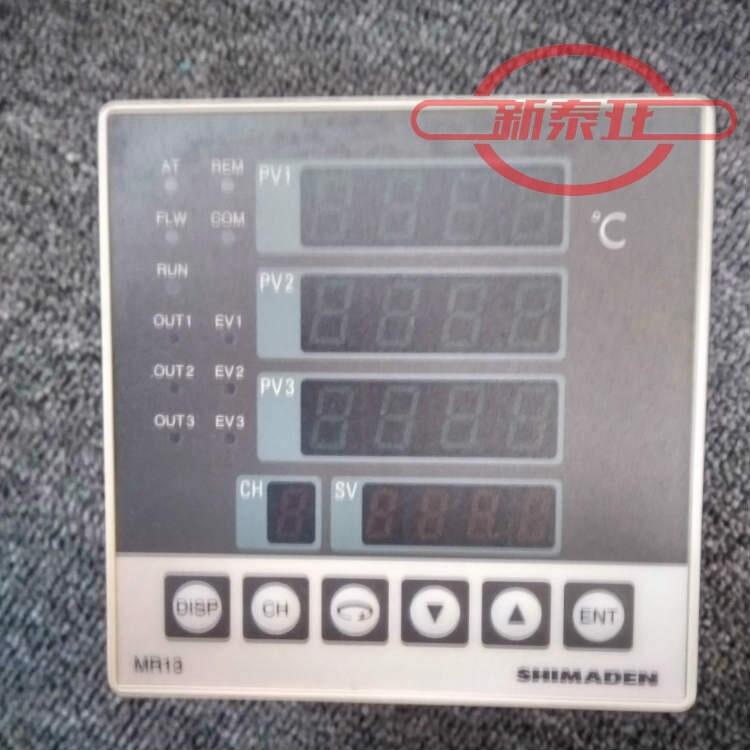 新泰业
AT REM PV1
℃
FLW COM
RUN PV2
OUT1 EV1
OUT2 EV2 PV3
OUT3 EV3
CH SV
DISP CH ENT
MR13
SHIMADEN